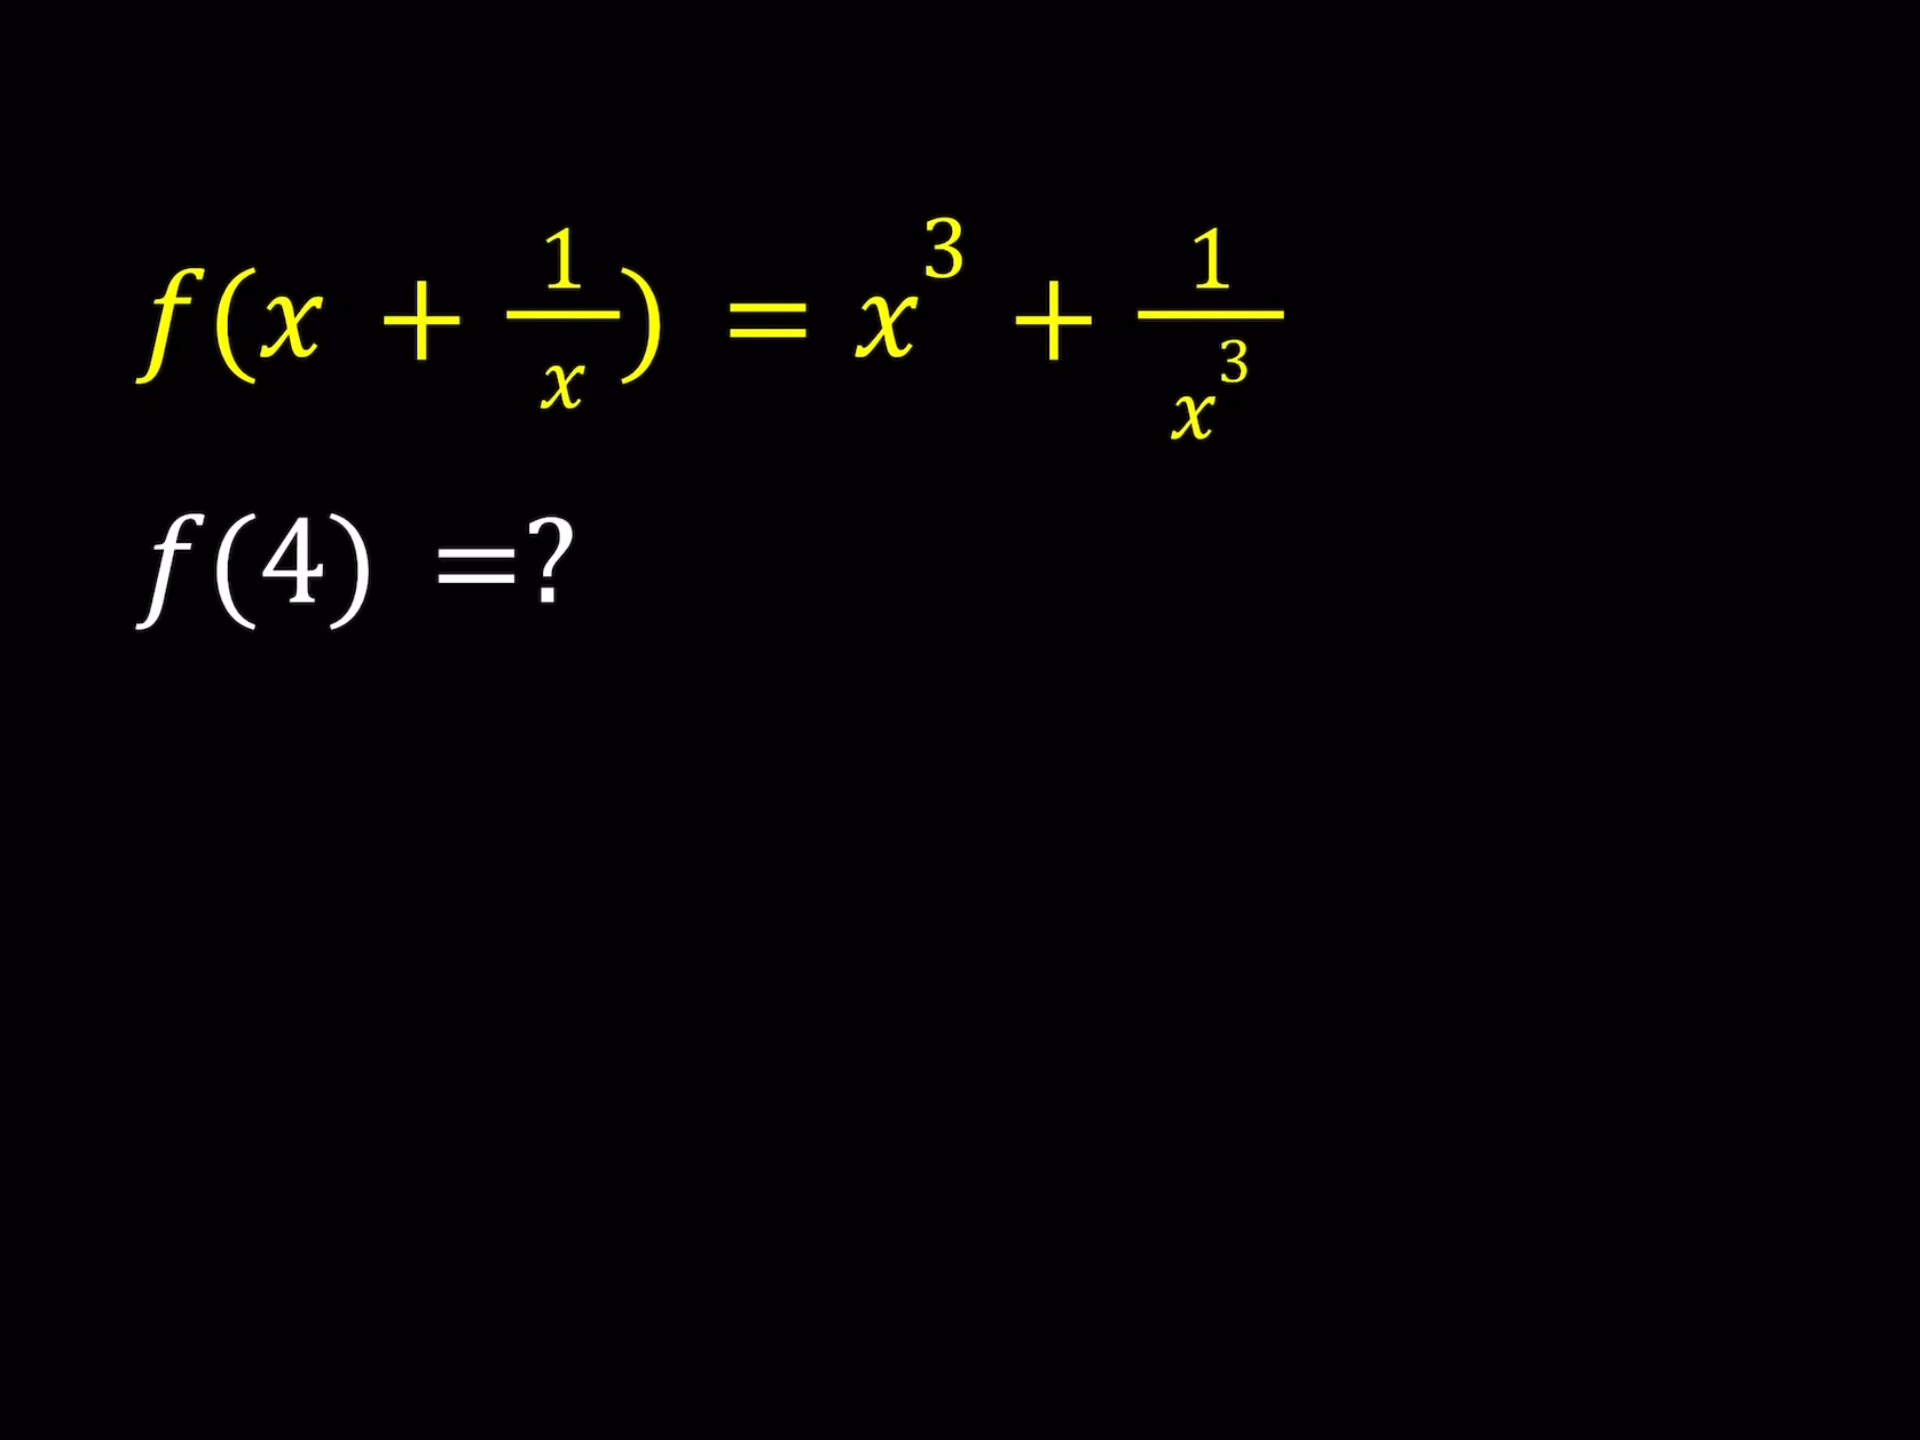 f(x + 1/x) = x³ + 1/x³
f(4) =?